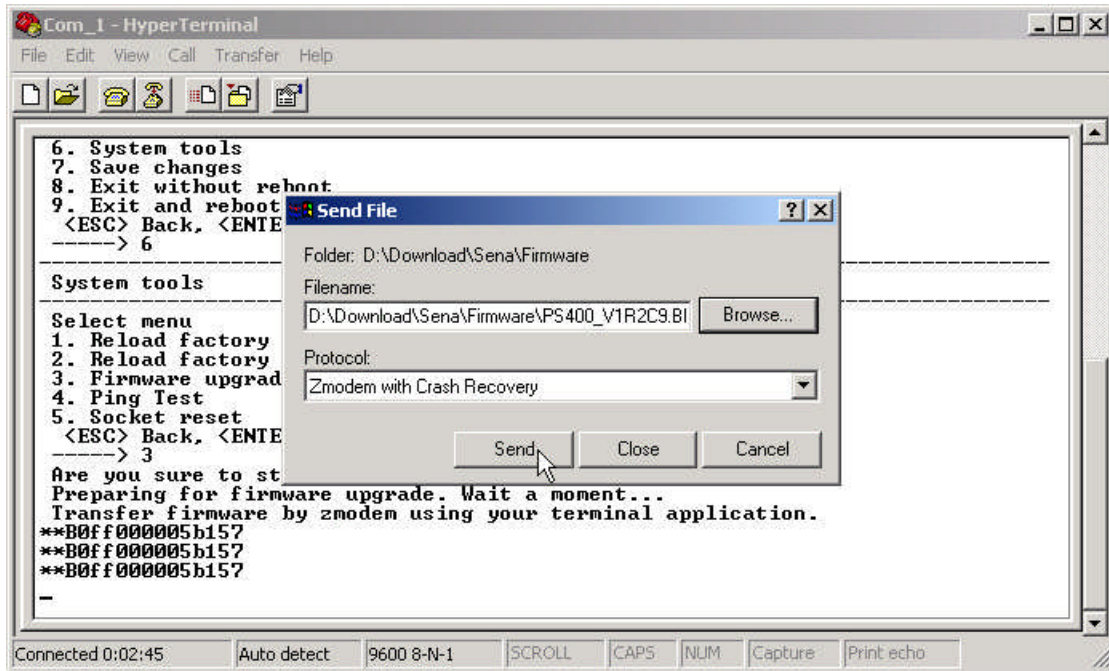 Com_1 - HyperTerminal
File Edit View Call Transfer Help
6. System tools
7. Save changes
8. Exit without reboot
9. Exit and reboot
<ESC> Back, <ENTE
-----> 6
System tools
Select menu
1. Reload factory
2. Reload factory
3. Firmware upgrad
4. Ping Test
5. Socket reset
<ESC> Back, <ENTE
-----> 3
Are you sure to st
Preparing for firmware upgrade. Wait a moment...
Transfer firmware by zmodem using your terminal application.
**B0ff000005b157
**B0ff000005b157
**B0ff000005b157
Send File
Folder: D:\Download\Sena\Firmware
Filename:
D:\Download\Sena\Firmware\PS400_V1R2C9.BI
Browse...
Protocol:
Zmodem with Crash Recovery
Send Close Cancel
Connected 0:02:45 Auto detect 9600 8-N-1 SCROLL CAPS NUM Capture Print echo